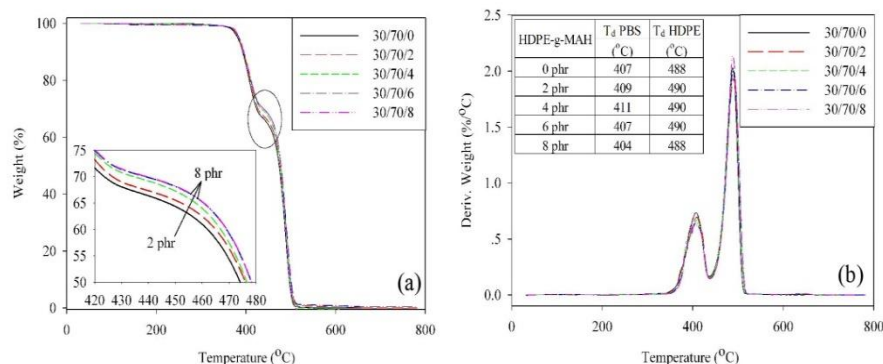 100
80
60
40
20
0
Weight (%)
30/70/0
30/70/2
30/70/4
30/70/6
30/70/8
75
70
65
60
55
50
8 phr
2 phr
420 430 440 450 460 470 480
(a)
0 200 400 600 800
Temperature (°C)
2.5
2.0
1.5
1.0
.5
0.0
Deriv. Weight (%/°C)
HDPE-g-MAH Td PBS (°C) Td HDPE (°C)
0 phr 407 488
2 phr 409 490
4 phr 411 490
6 phr 407 490
8 phr 404 488
30/70/0
30/70/2
30/70/4
30/70/6
30/70/8
(b)
0 200 400 600 800
Temperature (°C)